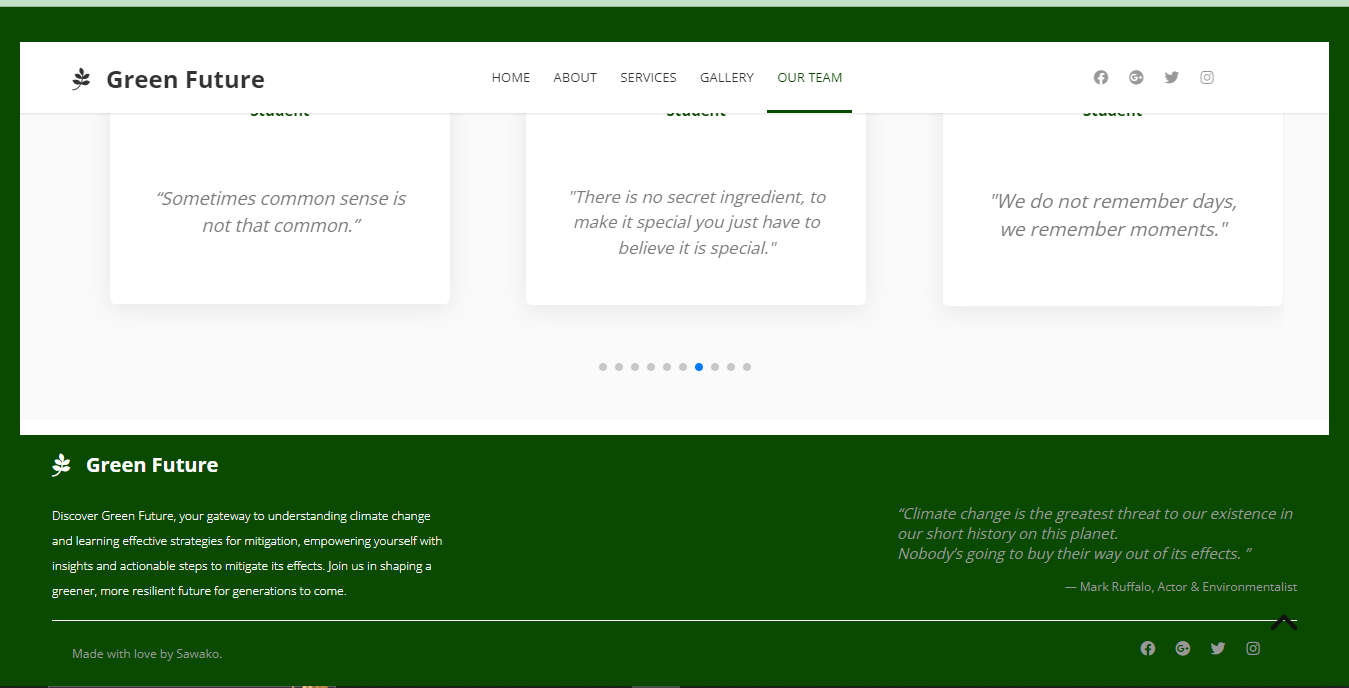 Green Future
HOME ABOUT SERVICES GALLERY OUR TEAM
Student Student Student
“Sometimes common sense is
not that common.”
"There is no secret ingredient, to
make it special you just have to
believe it is special."
"We do not remember days,
we remember moments."
Green Future
Discover Green Future, your gateway to understanding climate change
and learning effective strategies for mitigation, empowering yourself with
insights and actionable steps to mitigate its effects. Join us in shaping a
greener, more resilient future for generations to come.
“Climate change is the greatest threat to our existence in
our short history on this planet.
Nobody’s going to buy their way out of its effects. ”
— Mark Ruffalo, Actor & Environmentalist
Made with love by Sawako.